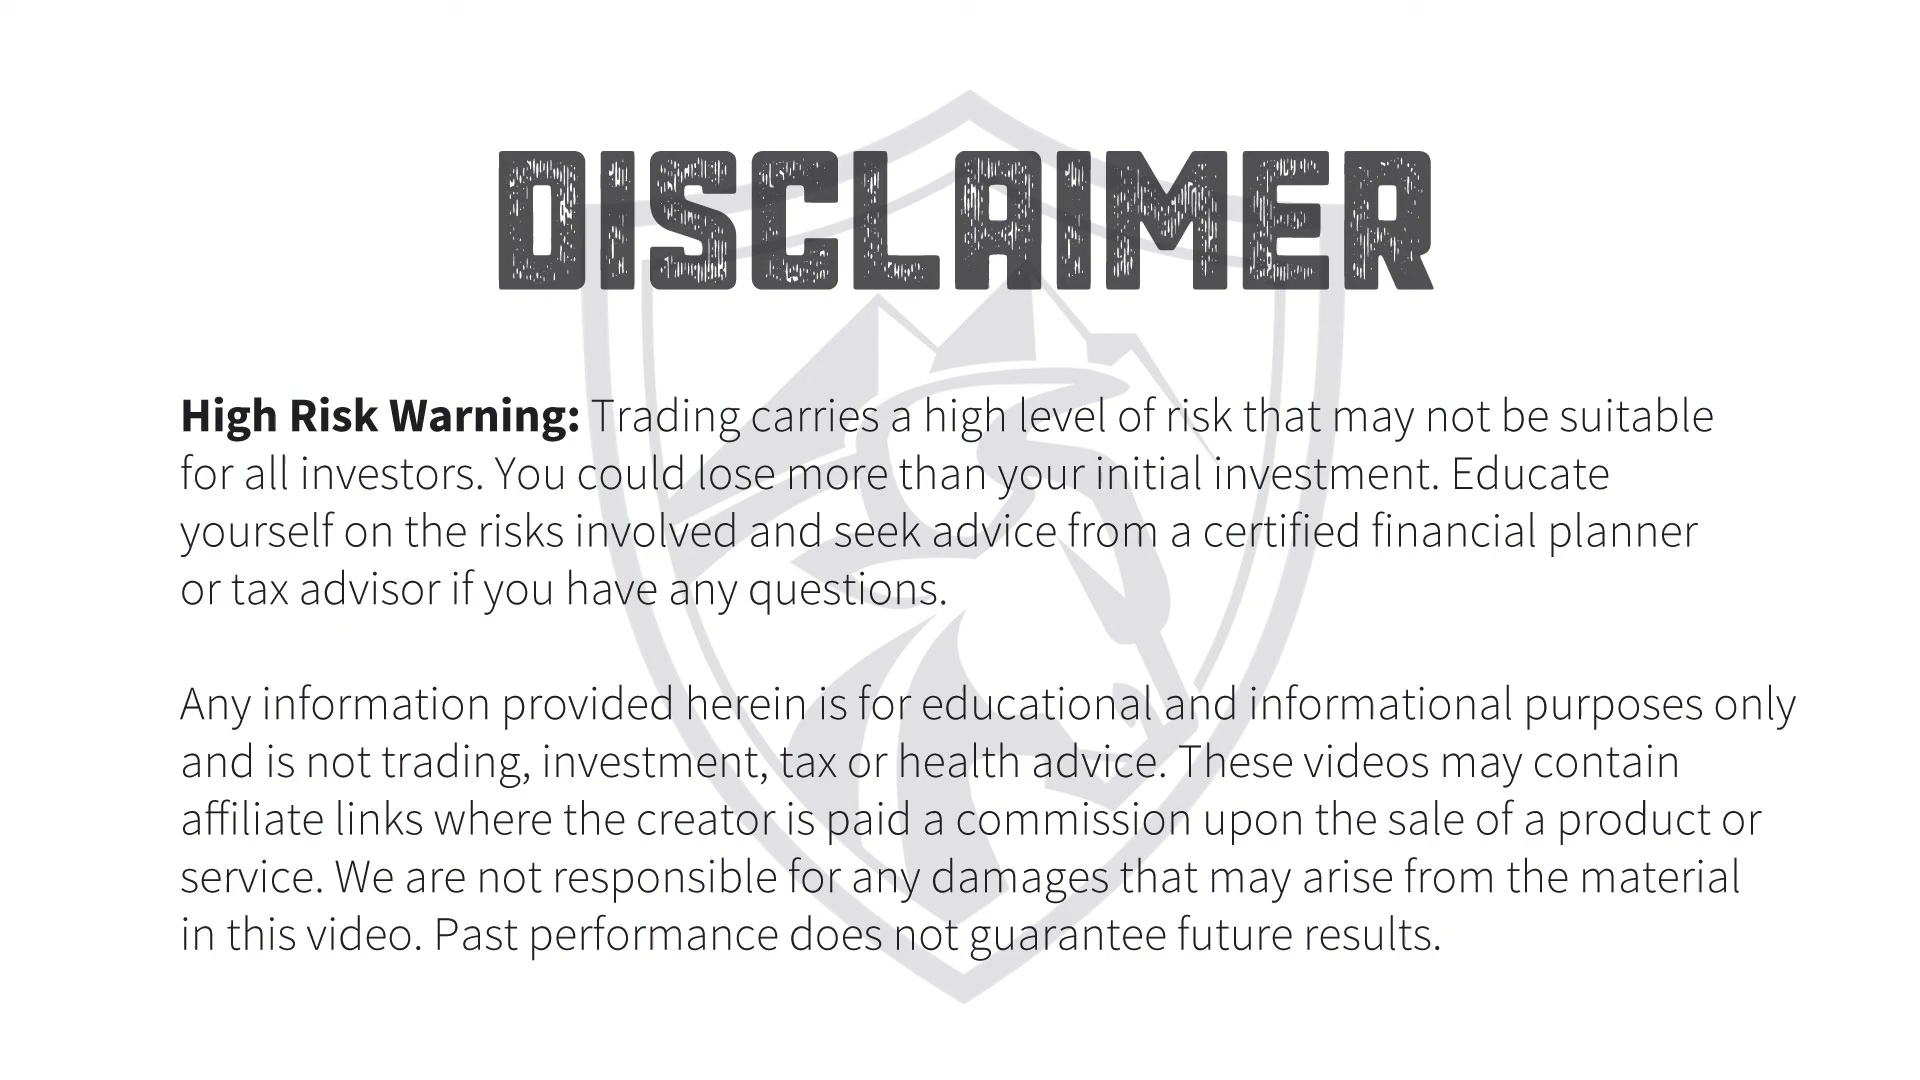 DISCLAIMER
High Risk Warning: Trading carries a high level of risk that may not be suitable
for all investors. You could lose more than your initial investment. Educate
yourself on the risks involved and seek advice from a certified financial planner
or tax advisor if you have any questions.
Any information provided herein is for educational and informational purposes only
and is not trading, investment, tax or health advice. These videos may contain
affiliate links where the creator is paid a commission upon the sale of a product or
service. We are not responsible for any damages that may arise from the material
in this video. Past performance does not guarantee future results.